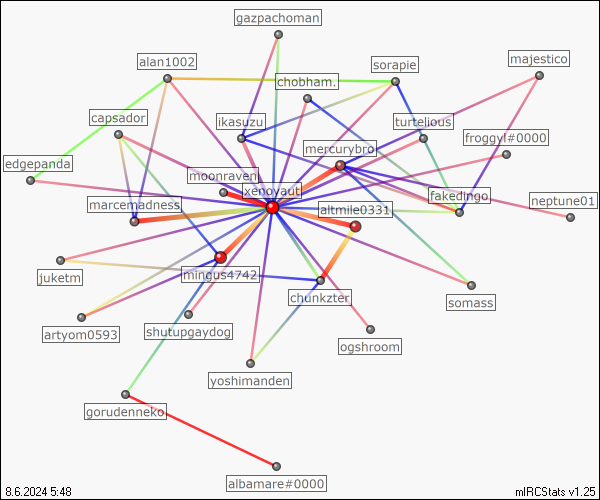 gazpachoman
alan1002
sorapie
majestico
chobham.
capsador
ikasuzu
turtelious
froggy!#0000
mercurybro
edgepanda
moonraven
xenoyaut
fakedingo
neptune01
marcemadness
altmile0331
juketm
mingus4742
chunkzter
somass
artyom0593
shutupgaydog
ogshroom
yoshimanden
gorudenneko
albamare#0000
8.6.2024 5:48
mIRCStats v1.25